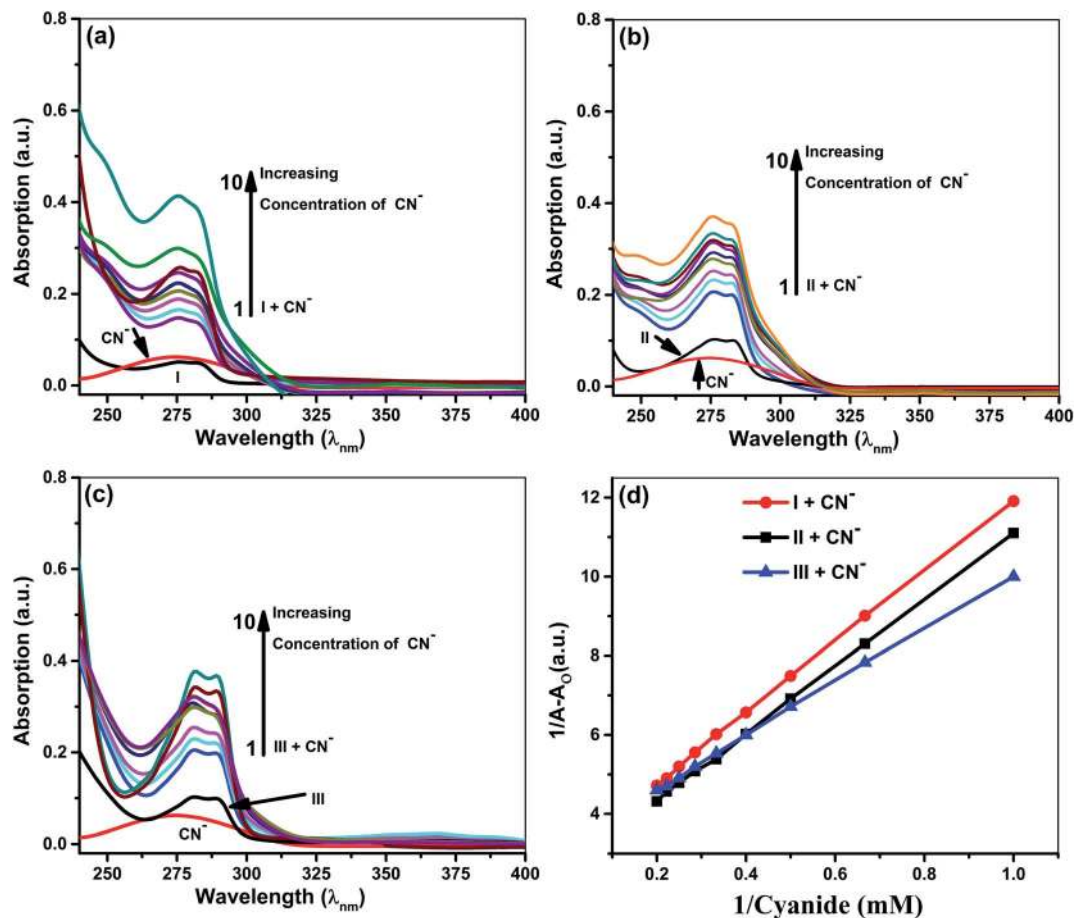 (a)
0.8
0.6
0.4
0.2
0.0
Absorption (a.u.)
10
Increasing
Concentration of CN⁻
1
I + CN⁻
CN⁻
I
250 275 300 325 350 375 400
Wavelength (λnm)
(b)
0.8
0.6
0.4
0.2
0.0
Absorption (a.u.)
10
Increasing
Concentration of CN⁻
1
II + CN⁻
II
CN⁻
250 275 300 325 350 375 400
Wavelength (λnm)
(c)
0.8
0.6
0.4
0.2
0.0
Absorption (a.u.)
10
Increasing
Concentration of CN⁻
1
III + CN⁻
III
CN⁻
250 275 300 325 350 375 400
Wavelength (λnm)
(d)
12
10
8
6
4
1/A-AO(a.u.)
I + CN⁻
II + CN⁻
III + CN⁻
0.2 0.4 0.6 0.8 1.0
1/Cyanide (mM)